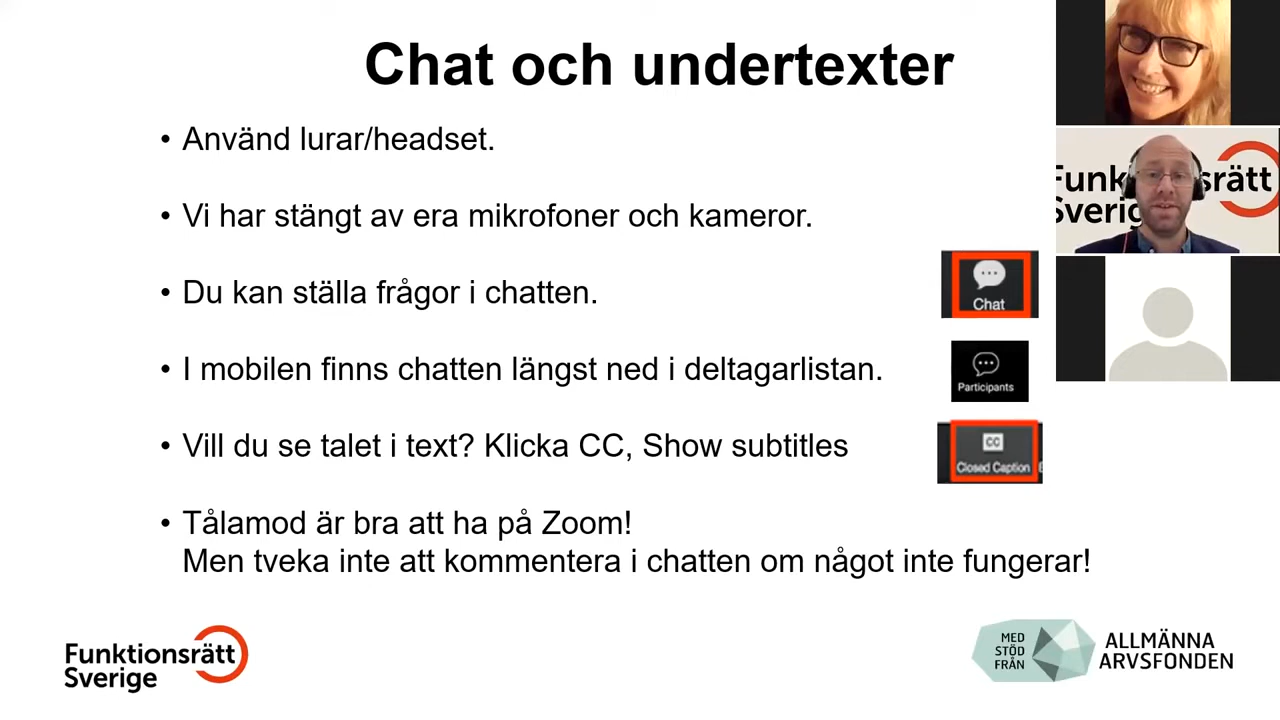 Chat och undertexter
• Använd lurar/headset.
• Vi har stängt av era mikrofoner och kameror.
• Du kan ställa frågor i chatten.
Chat
• I mobilen finns chatten längst ned i deltagarlistan.
Participants
• Vill du se talet i text? Klicka CC, Show subtitles
CC
Closed Caption
• Tålamod är bra att ha på Zoom!
Men tveka inte att kommentera i chatten om något inte fungerar!
Funktionsrätt
Sverige
MED
STÖD
FRÅN
ALLMÄNNA
ARVSFONDEN
Funk srätt
Sverig